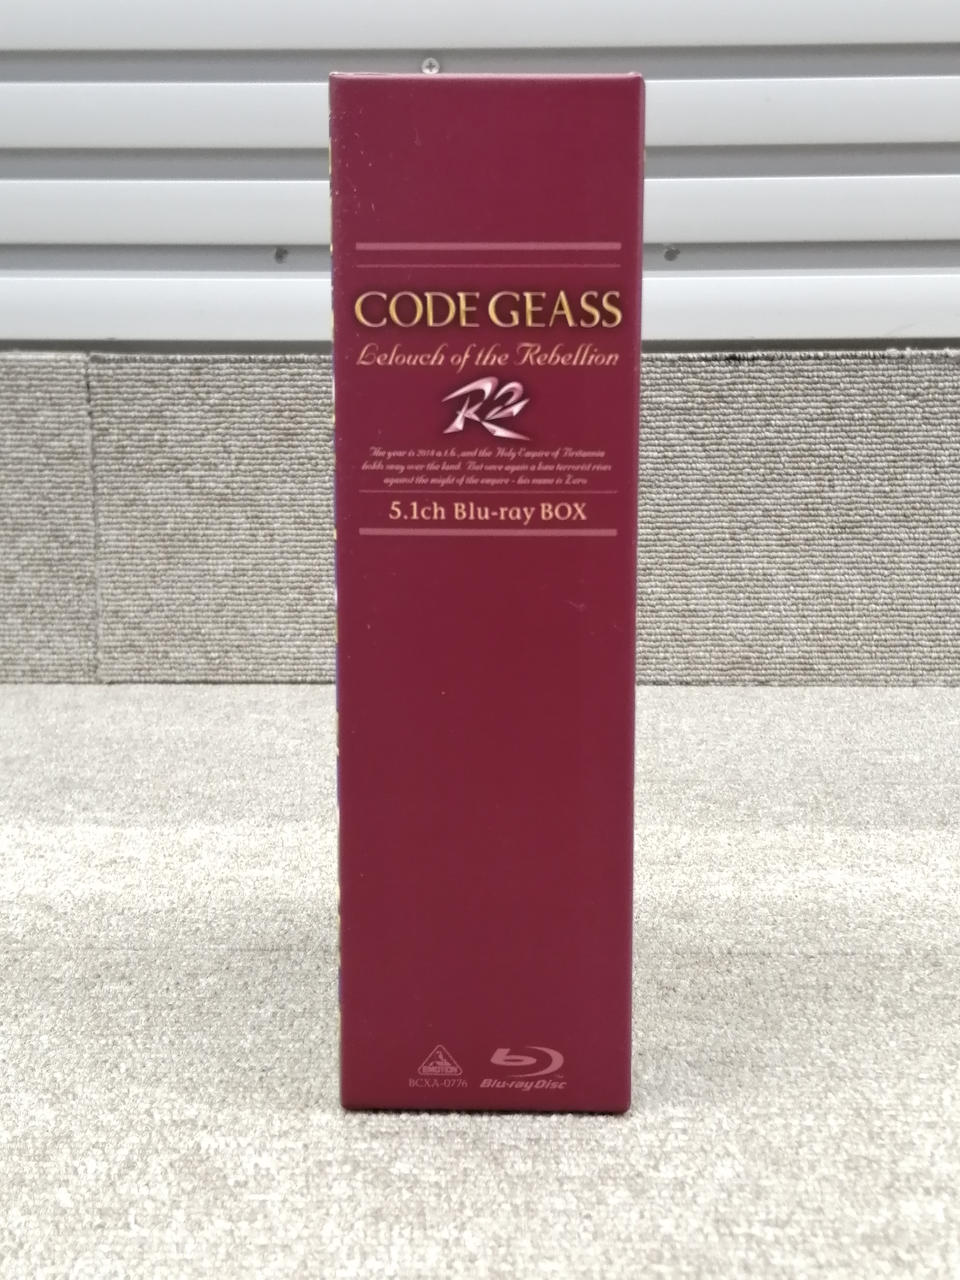 CODE GEASS
Lelouch of the Rebellion
R2
The year is 2018 a.t.b., and the Holy Empire of Britannia
holds sway over the land. But once again a lone terrorist rises
against the might of the empire - his name is Zero
5.1ch Blu-ray BOX
EMOTION
BCXA-0776
Blu-ray Disc